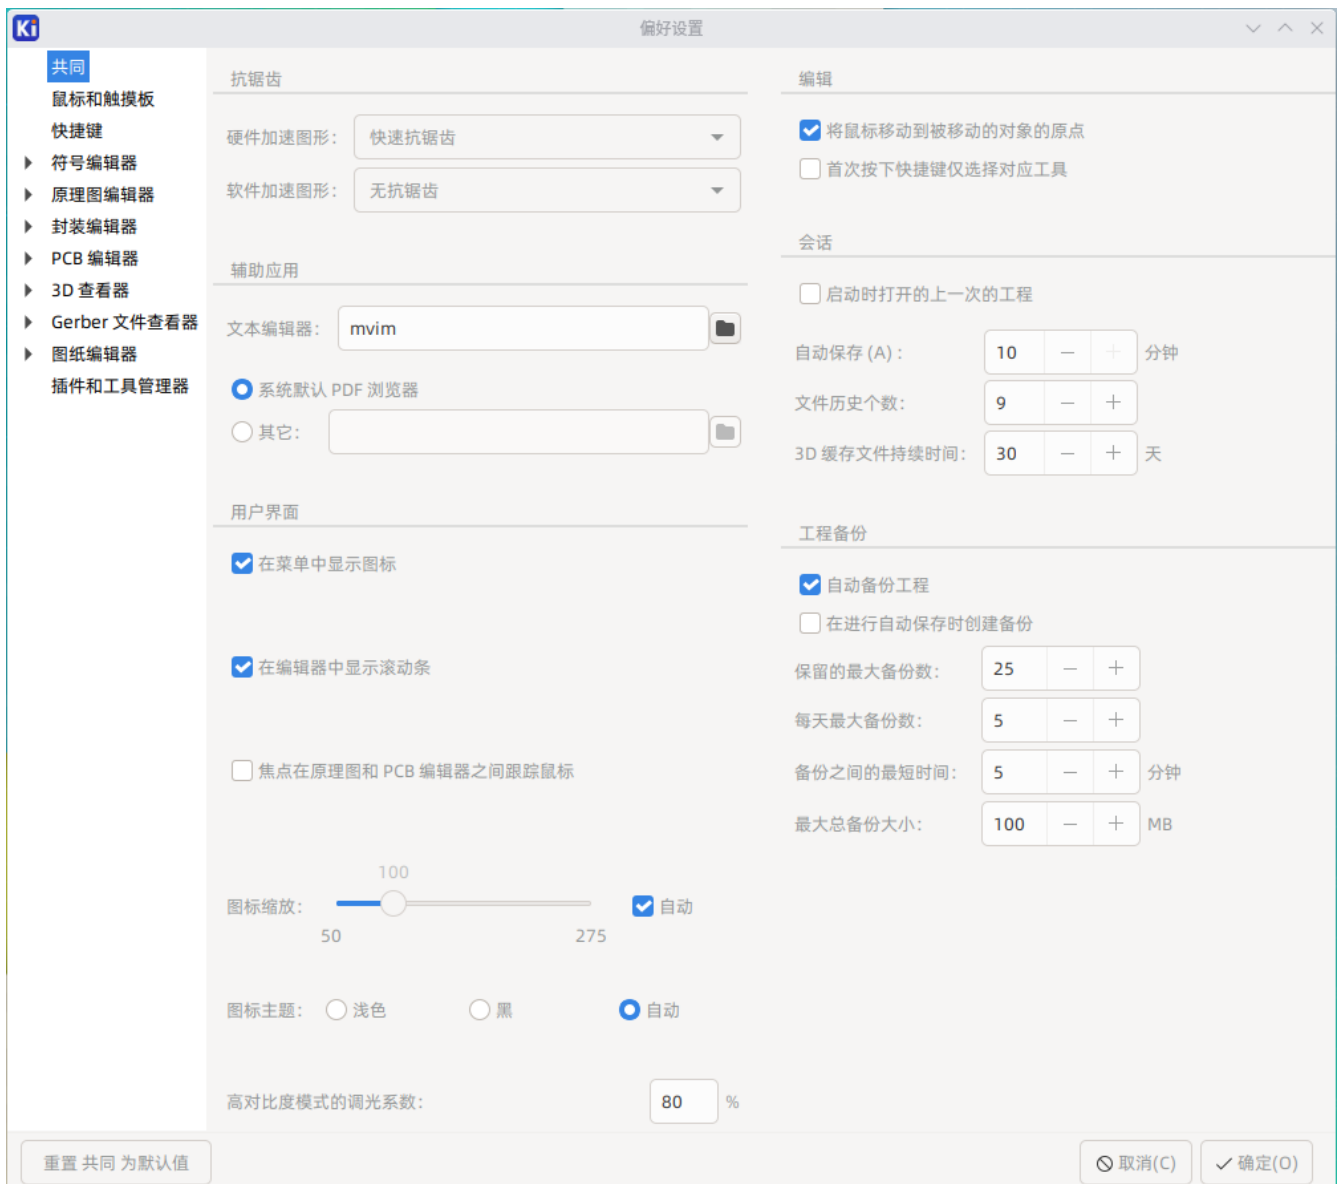 Ki
偏好设置
共同
鼠标和触摸板
快捷键
符号编辑器
原理图编辑器
封装编辑器
PCB 编辑器
3D 查看器
Gerber 文件查看器
图纸编辑器
插件和工具管理器
抗锯齿
硬件加速图形：
快速抗锯齿
软件加速图形：
无抗锯齿
辅助应用
文本编辑器：
mvim
系统默认 PDF 浏览器
其它：
用户界面
在菜单中显示图标
在编辑器中显示滚动条
焦点在原理图和 PCB 编辑器之间跟踪鼠标
100
图标缩放：
自动
50 275
图标主题： 浅色 黑 自动
高对比度模式的调光系数： 80 %
编辑
将鼠标移动到被移动的对象的原点
首次按下快捷键仅选择对应工具
会话
启动时打开的上一次的工程
自动保存 (A)： 10 − + 分钟
文件历史个数： 9 − +
3D 缓存文件持续时间： 30 − + 天
工程备份
自动备份工程
在进行自动保存时创建备份
保留的最大备份数： 25 − +
每天最大备份数： 5 − +
备份之间的最短时间： 5 − + 分钟
最大总备份大小： 100 − + MB
重置 共同 为默认值
取消(C)
确定(O)